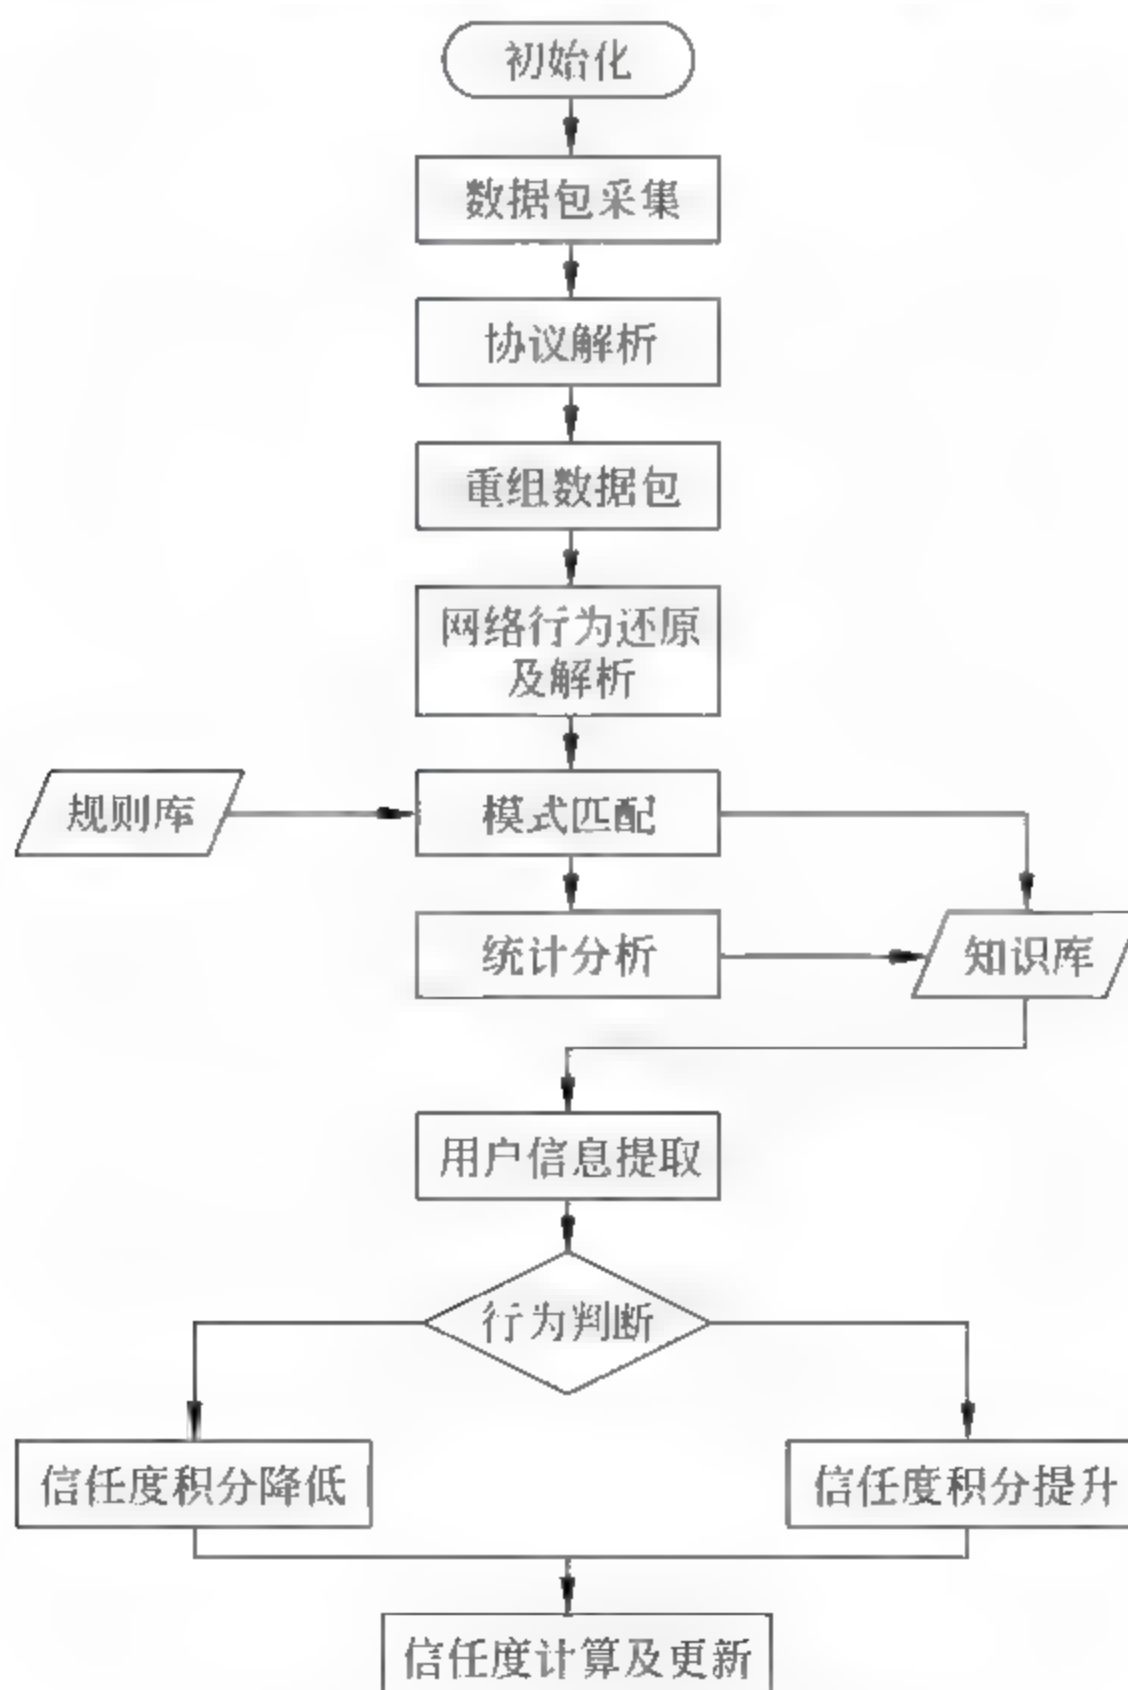 初始化
数据包采集
协议解析
重组数据包
网络行为还原
及解析
规则库
模式匹配
统计分析
知识库
用户信息提取
行为判断
信任度积分降低
信任度积分提升
信任度计算及更新